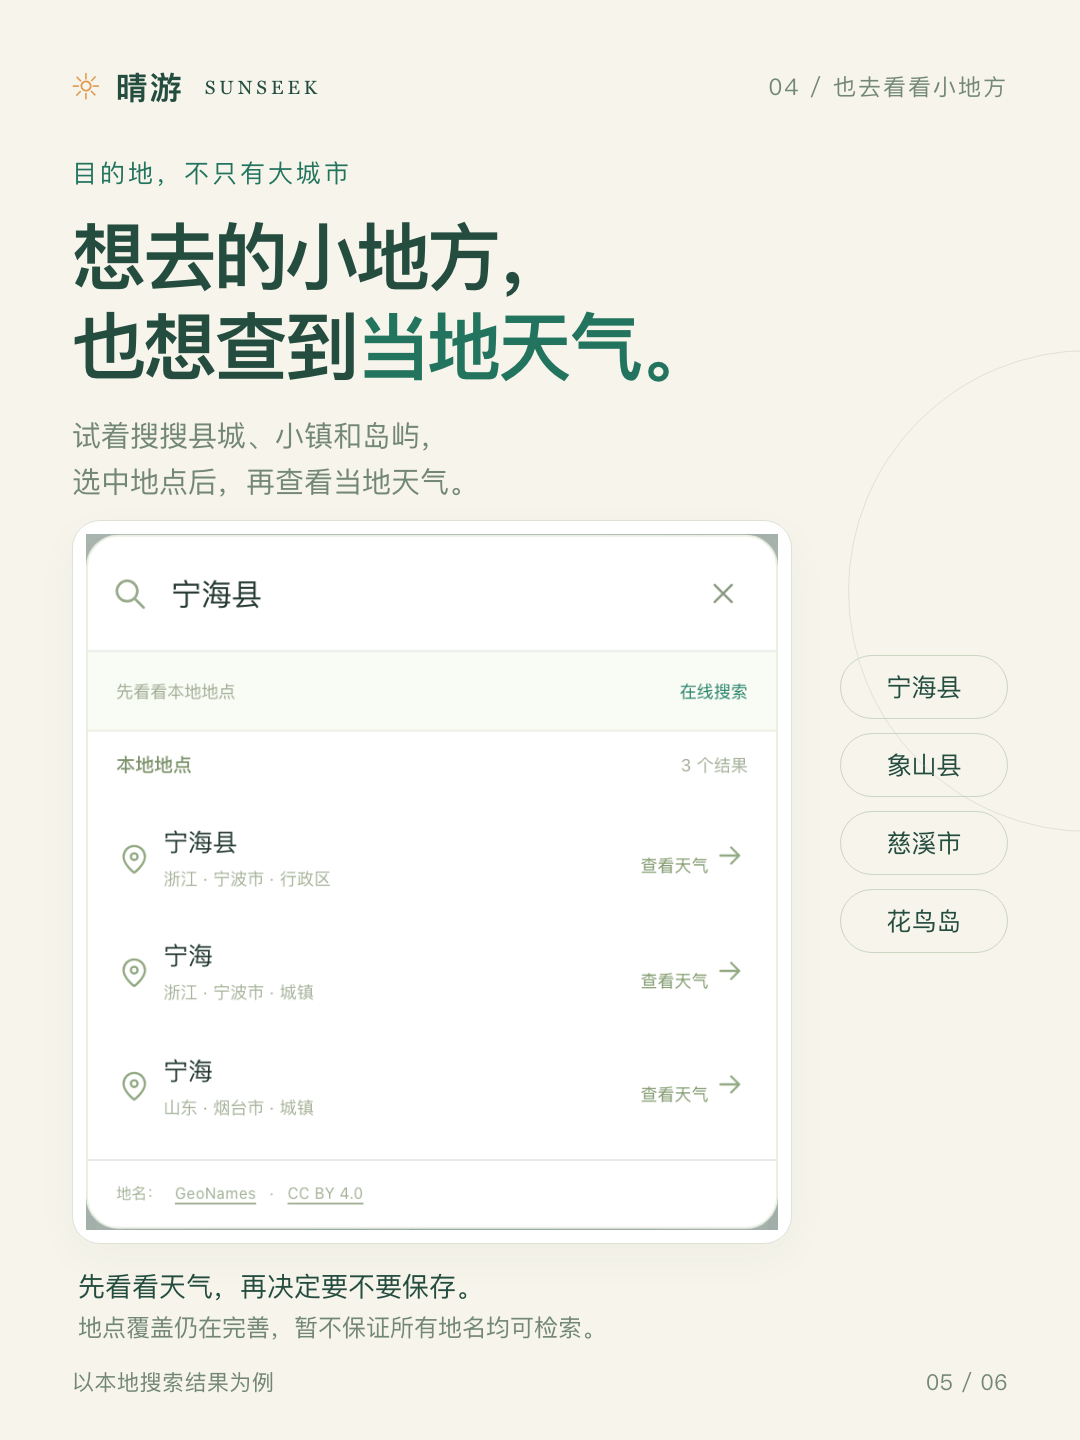 晴游 SUNSEEK
04 / 也去看看小地方
目的地，不只有大城市
想去的小地方，
也想查到当地天气。
试着搜搜县城、小镇和岛屿，
选中地点后，再查看当地天气。
宁海县
先看看本地地点 在线搜索
本地地点 3 个结果
宁海县
浙江 · 宁波市 · 行政区
查看天气
宁海
浙江 · 宁波市 · 城镇
查看天气
宁海
山东 · 烟台市 · 城镇
查看天气
地名： GeoNames · CC BY 4.0
宁海县
象山县
慈溪市
花鸟岛
先看看天气，再决定要不要保存。
地点覆盖仍在完善，暂不保证所有地名均可检索。
以本地搜索结果为例
05 / 06